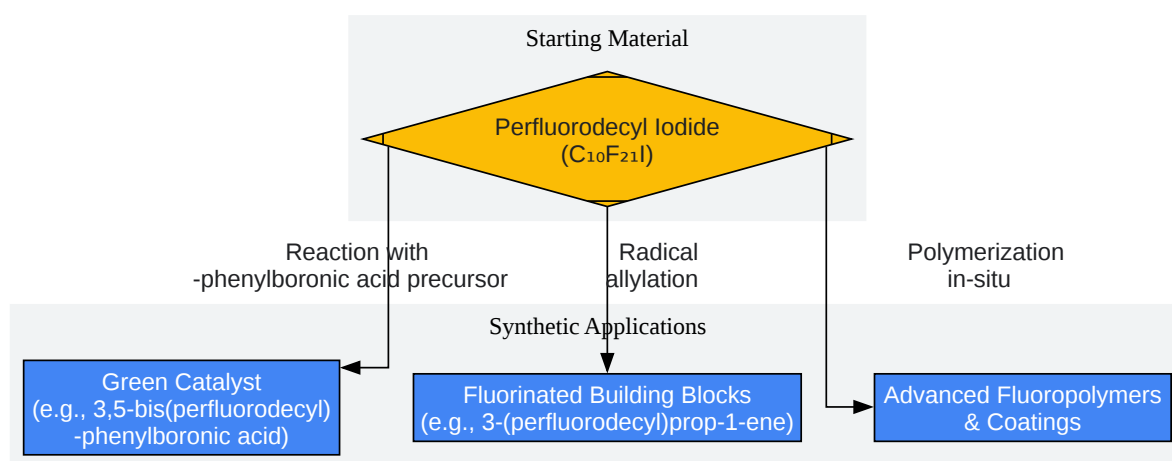 Starting Material
Perfluorodecyl Iodide
(C₁₀F₂₁I)
Reaction with
-phenylboronic acid precursor
Radical
allylation
Polymerization
in-situ
Synthetic Applications
Green Catalyst
(e.g., 3,5-bis(perfluorodecyl)
-phenylboronic acid)
Fluorinated Building Blocks
(e.g., 3-(perfluorodecyl)prop-1-ene)
Advanced Fluoropolymers
& Coatings